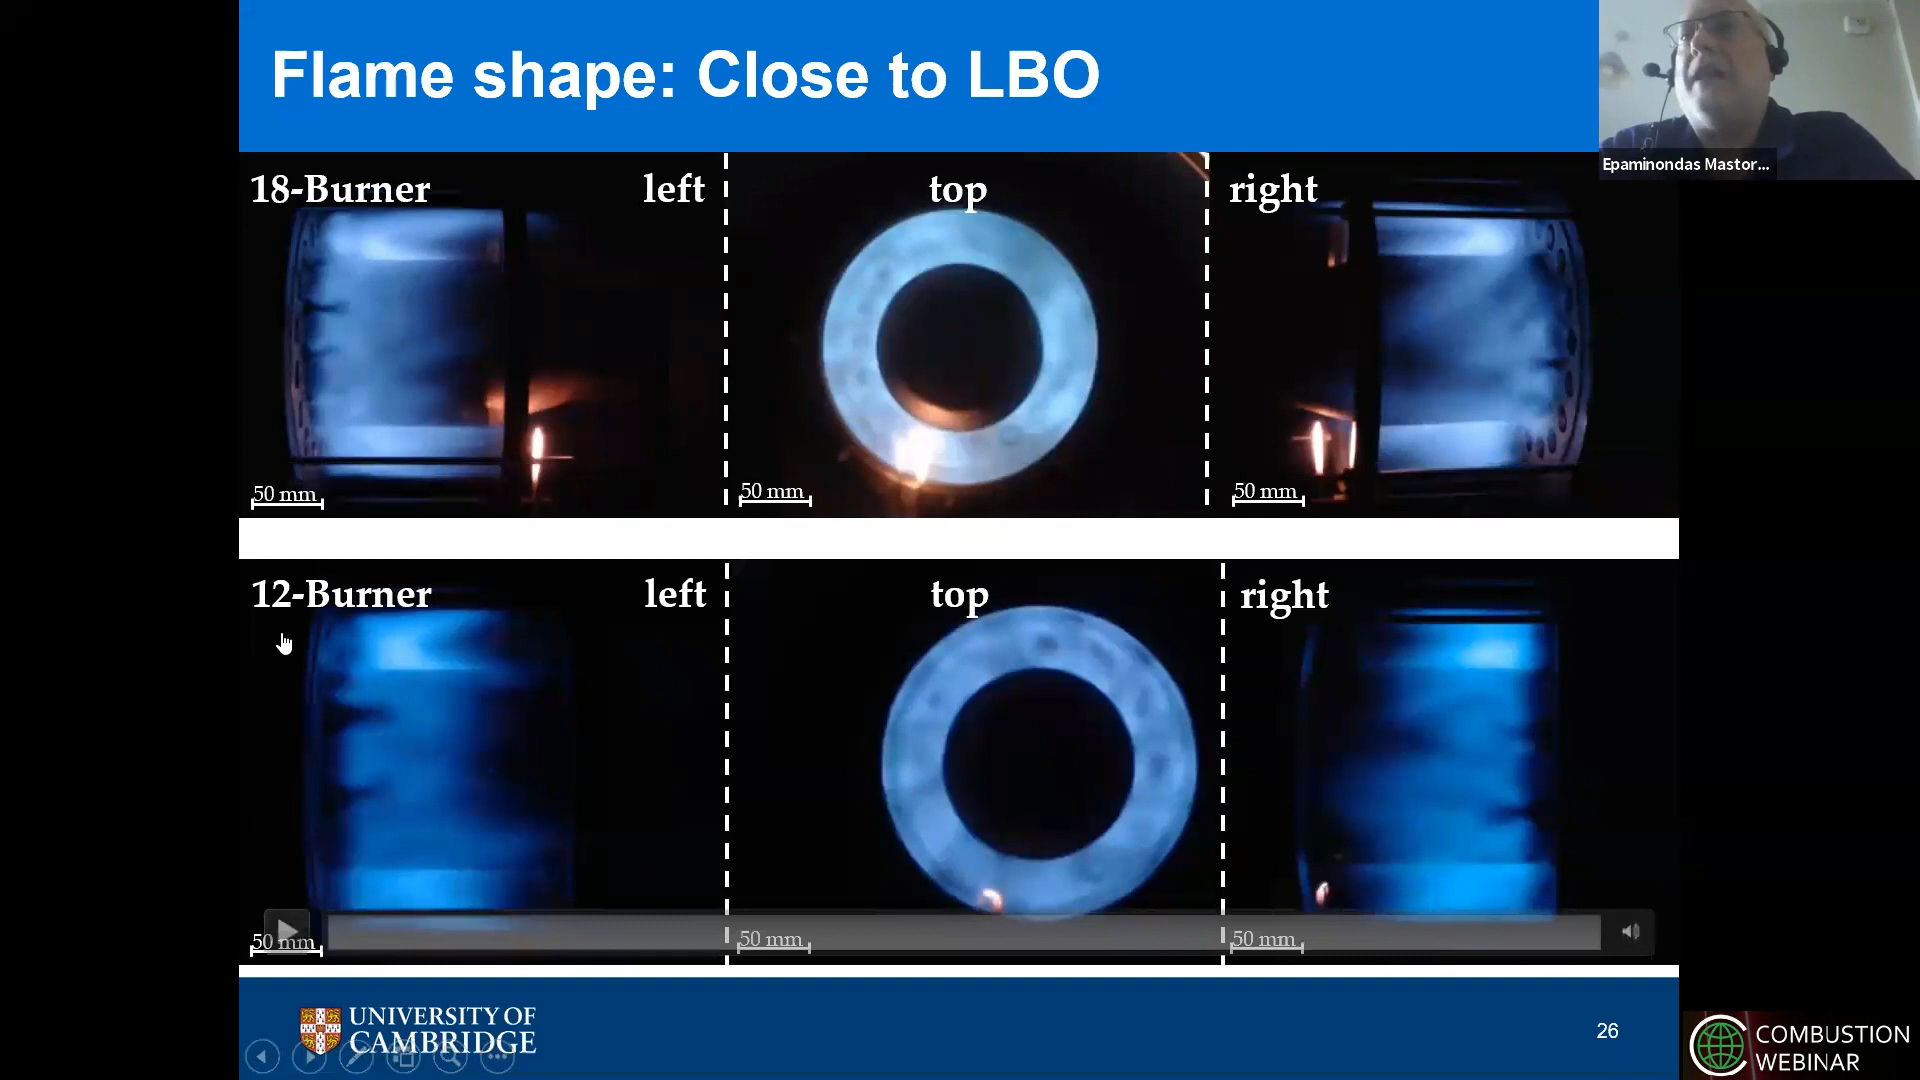 Flame shape: Close to LBO
Epaminondas Mastor...
18-Burner
left
top
right
50 mm
50 mm
50 mm
12-Burner
left
top
right
50 mm
50 mm
50 mm
UNIVERSITY OF
CAMBRIDGE
26
COMBUSTION
WEBINAR